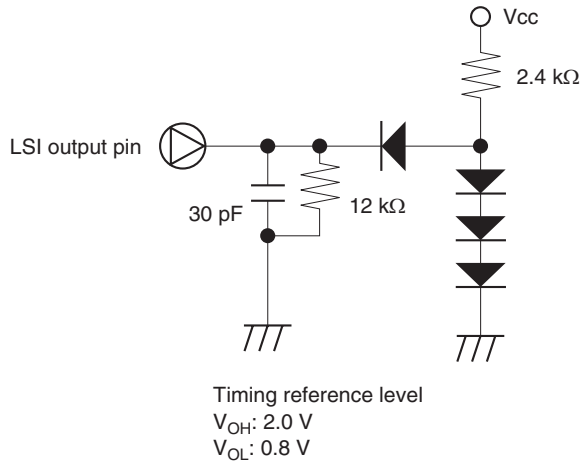 Vcc
2.4 kΩ
LSI output pin
30 pF
12 kΩ
Timing reference level
VOH: 2.0 V
VOL: 0.8 V